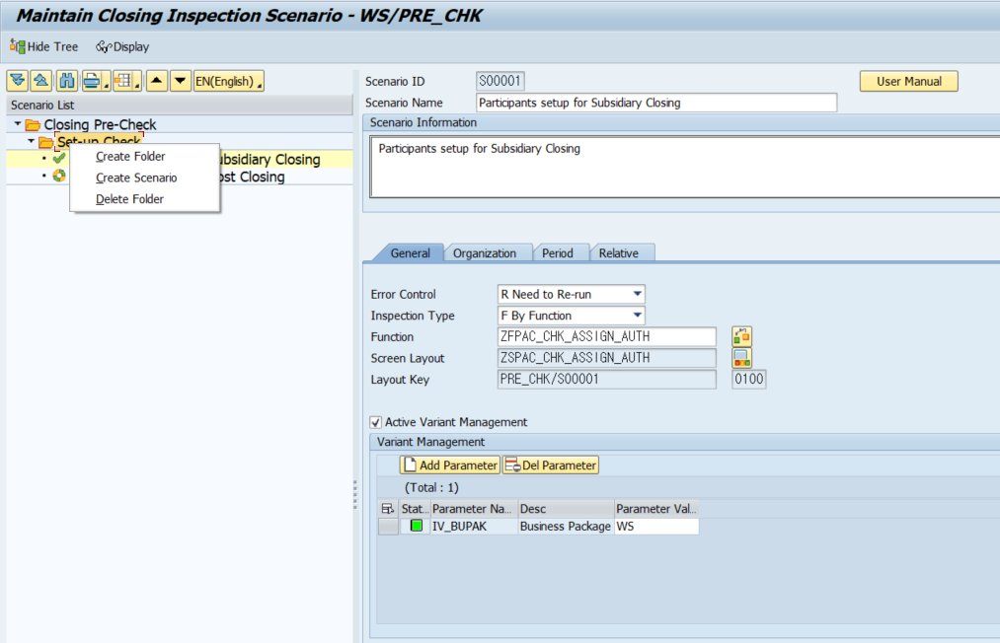 Maintain Closing Inspection Scenario - WS/PRE_CHK
Hide Tree Display
EN(English)
Scenario List
Closing Pre-Check
Set-up Check
ubsidiary Closing
ost Closing
Create Folder
Create Scenario
Delete Folder
Scenario ID S00001 User Manual
Scenario Name Participants setup for Subsidiary Closing
Scenario Information
Participants setup for Subsidiary Closing
General Organization Period Relative
Error Control R Need to Re-run
Inspection Type F By Function
Function ZFPAC_CHK_ASSIGN_AUTH
Screen Layout ZSPAC_CHK_ASSIGN_AUTH
Layout Key PRE_CHK/S00001 0100
Active Variant Management
Variant Management
Add Parameter Del Parameter
(Total : 1)
Stat.. Parameter Na... Desc Parameter Val...
IV_BUPAK Business Package WS